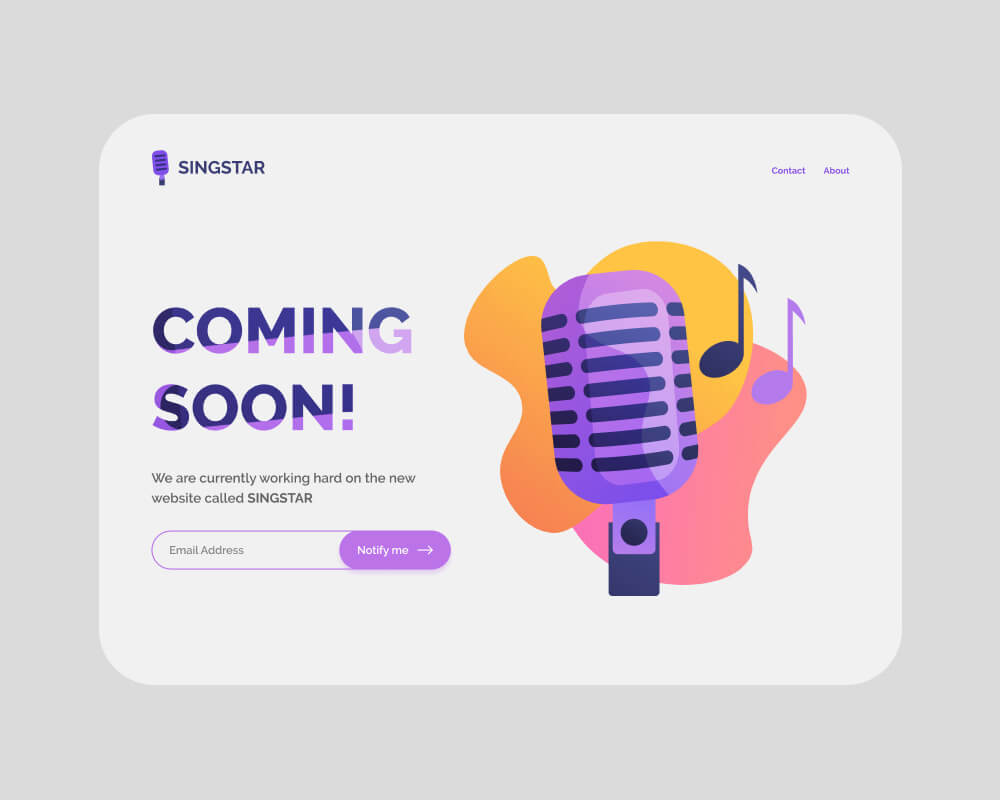 SINGSTAR
Contact About
COMING
SOON!
We are currently working hard on the new
website called SINGSTAR
Email Address
Notify me